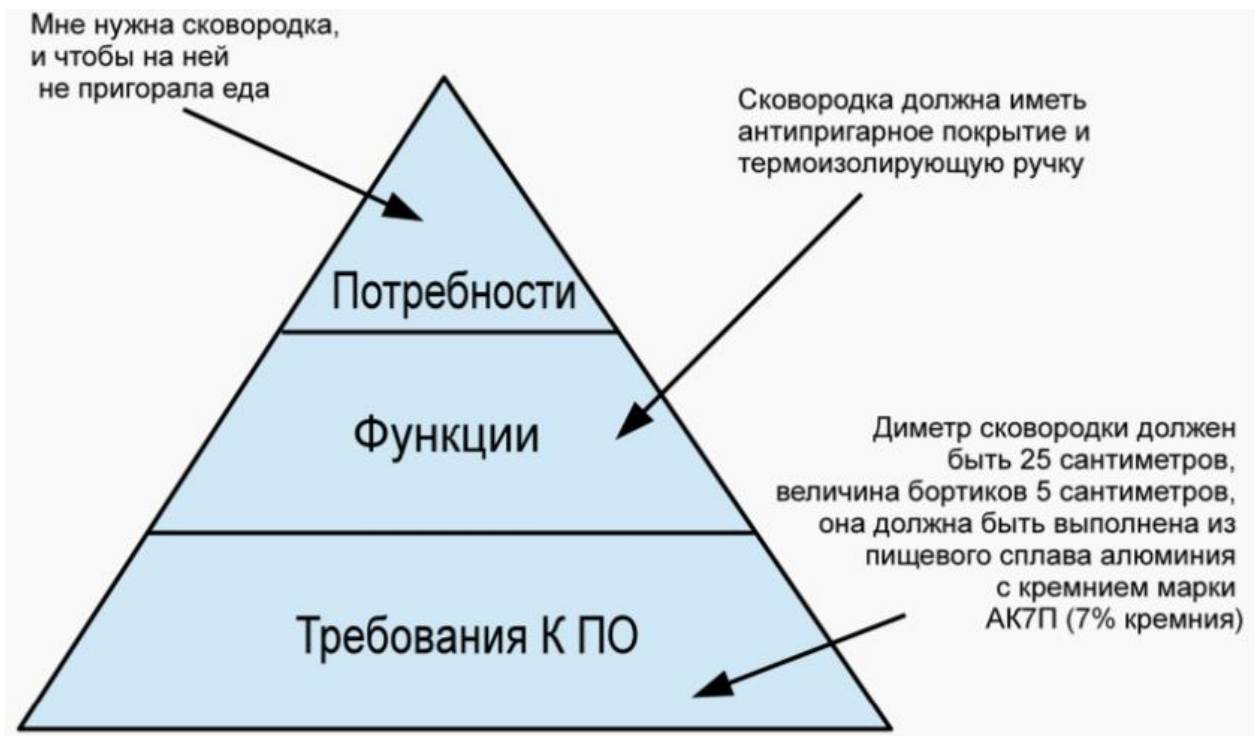 Мне нужна сковородка,
и чтобы на ней
не пригорала еда
Сковородка должна иметь
антипригарное покрытие и
термоизолирующую ручку
Потребности
Функции
Диметр сковородки должен
быть 25 сантиметров,
величина бортиков 5 сантиметров,
она должна быть выполнена из
пищевого сплава алюминия
с кремнием марки
АК7П (7% кремния)
Требования К ПО